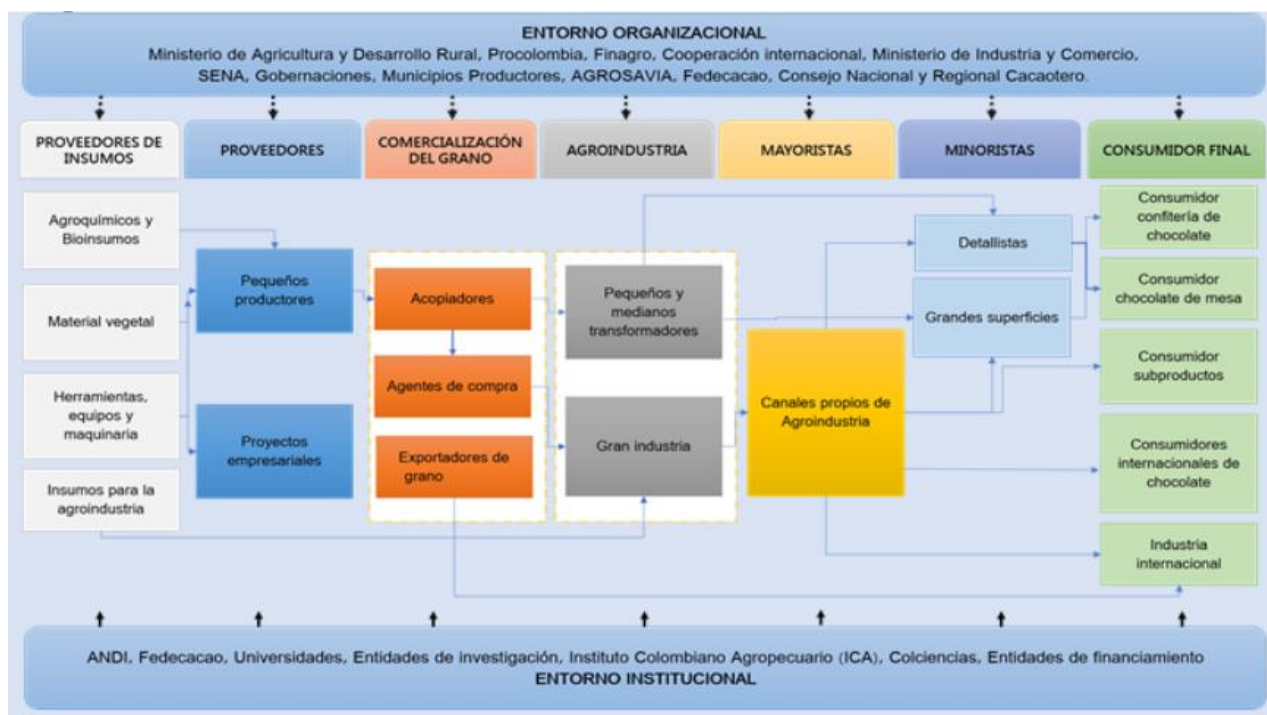 ENTORNO ORGANIZACIONAL
Ministerio de Agricultura y Desarrollo Rural, Procolombia, Finagro, Cooperación internacional, Ministerio de Industria y Comercio,
SENA, Gobernaciones, Municipios Productores, AGROSAVIA, Fedecacao, Consejo Nacional y Regional Cacaotero.
PROVEEDORES DE
INSUMOS
PROVEEDORES
COMERCIALIZACIÓN
DEL GRANO
AGROINDUSTRIA
MAYORISTAS
MINORISTAS
CONSUMIDOR FINAL
Agroquímicos y
Bioinsumos
Material vegetal
Herramientas,
equipos y
maquinaria
Insumos para la
agroindustria
Pequeños
productores
Proyectos
empresariales
Acopiadores
Agentes de compra
Exportadores de
grano
Pequeños y
medianos
transformadores
Gran industria
Canales propios de
Agroindustria
Detallistas
Grandes superficies
Consumidor
confitería de
chocolate
Consumidor
chocolate de mesa
Consumidor
subproductos
Consumidores
internacionales de
chocolate
Industria
internacional
ANDI, Fedecacao, Universidades, Entidades de investigación, Instituto Colombiano Agropecuario (ICA), Colciencias, Entidades de financiamiento
ENTORNO INSTITUCIONAL